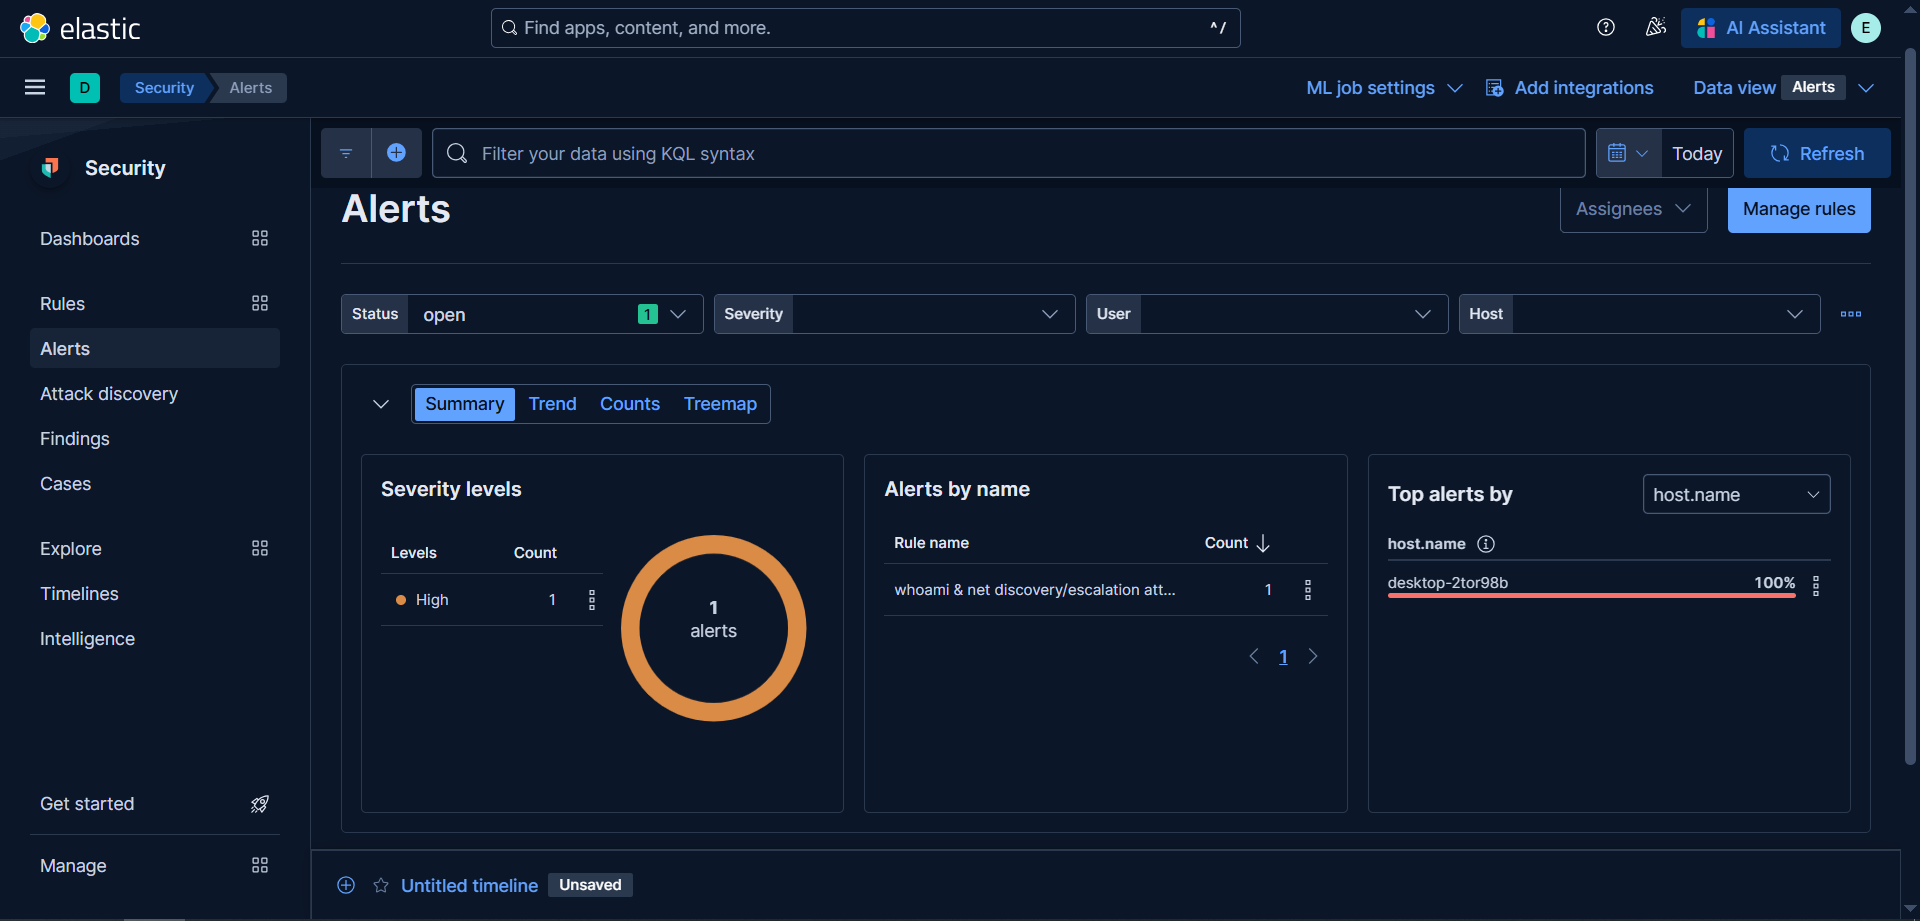 elastic
Find apps, content, and more.
^/
AI Assistant
E
D
Security
Alerts
ML job settings
Add integrations
Data view
Alerts
Security
Filter your data using KQL syntax
Today
Refresh
Alerts
Assignees
Manage rules
Dashboards
Rules
Alerts
Attack discovery
Findings
Cases
Explore
Timelines
Intelligence
Get started
Manage
Status
open
1
Severity
User
Host
Summary
Trend
Counts
Treemap
Severity levels
Levels Count
High 1
1
alerts
Alerts by name
Rule name Count
whoami & net discovery/escalation att... 1
1
Top alerts by
host.name
host.name
desktop-2tor98b 100%
Untitled timeline
Unsaved